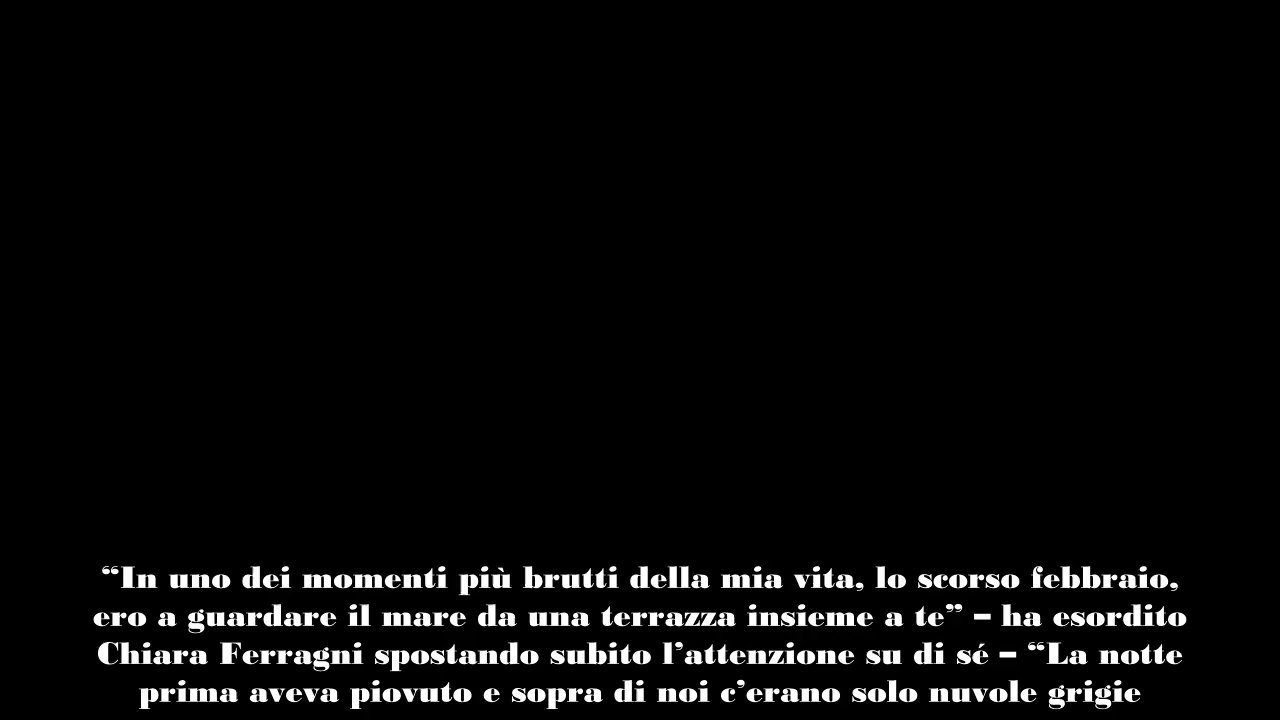 “In uno dei momenti più brutti della mia vita, lo scorso febbraio,
ero a guardare il mare da una terrazza insieme a te” – ha esordito
Chiara Ferragni spostando subito l’attenzione su di sé – “La notte
prima aveva piovuto e sopra di noi c’erano solo nuvole grigie